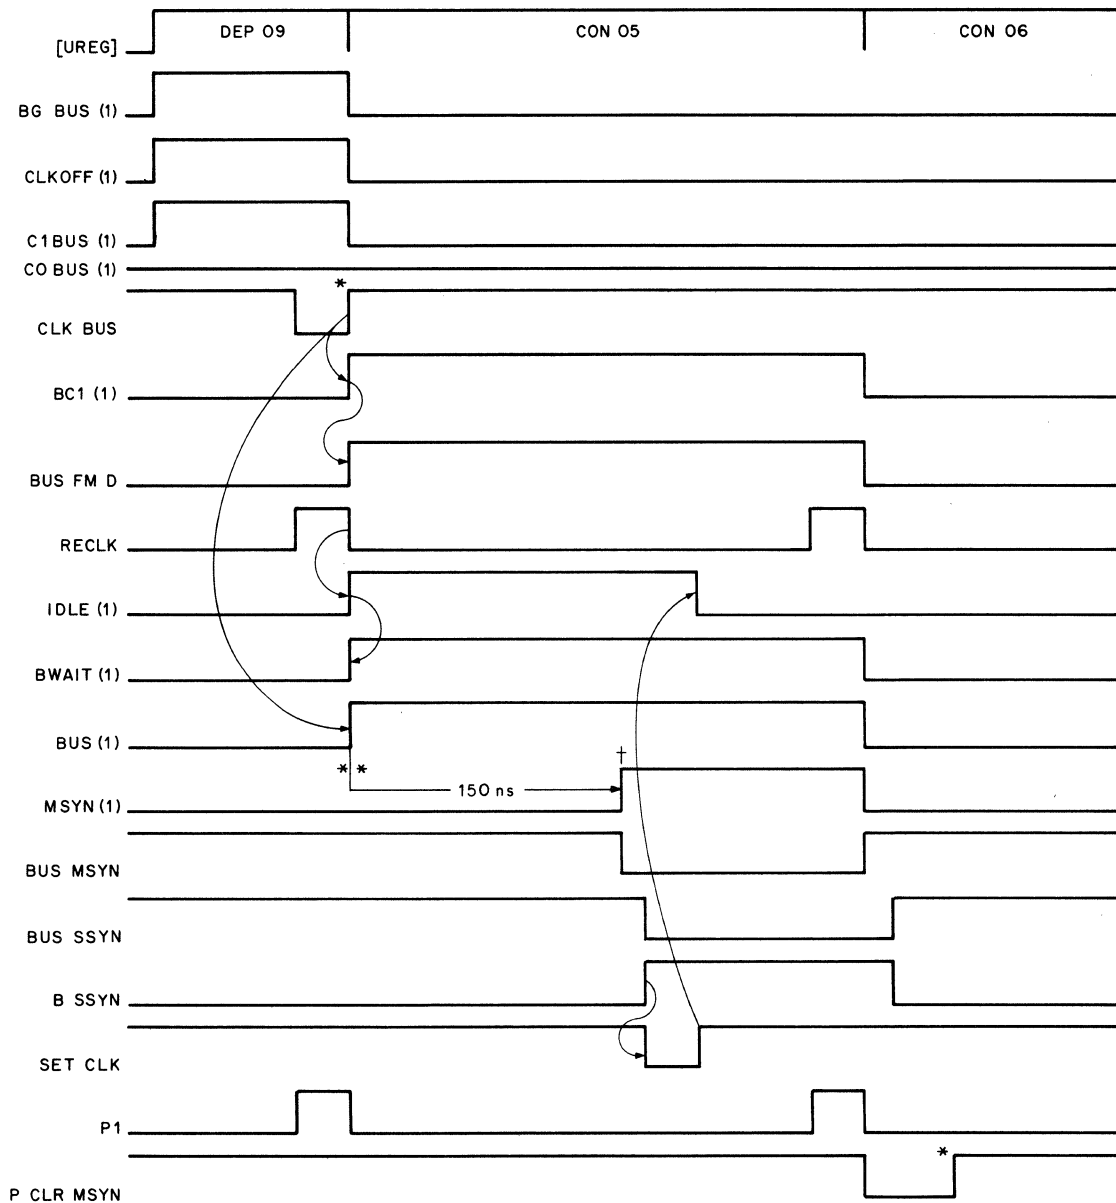 DEP 09 CON 05 CON 06
[UREG]
BG BUS (1)
CLKOFF (1)
C1BUS (1)
CO BUS (1)
*
CLK BUS
BC1 (1)
BUS FM D
RECLK
IDLE (1)
BWAIT (1)
BUS (1)
†
* *
150 ns
MSYN (1)
BUS MSYN
BUS SSYN
B SSYN
SET CLK
P1
*
P CLR MSYN